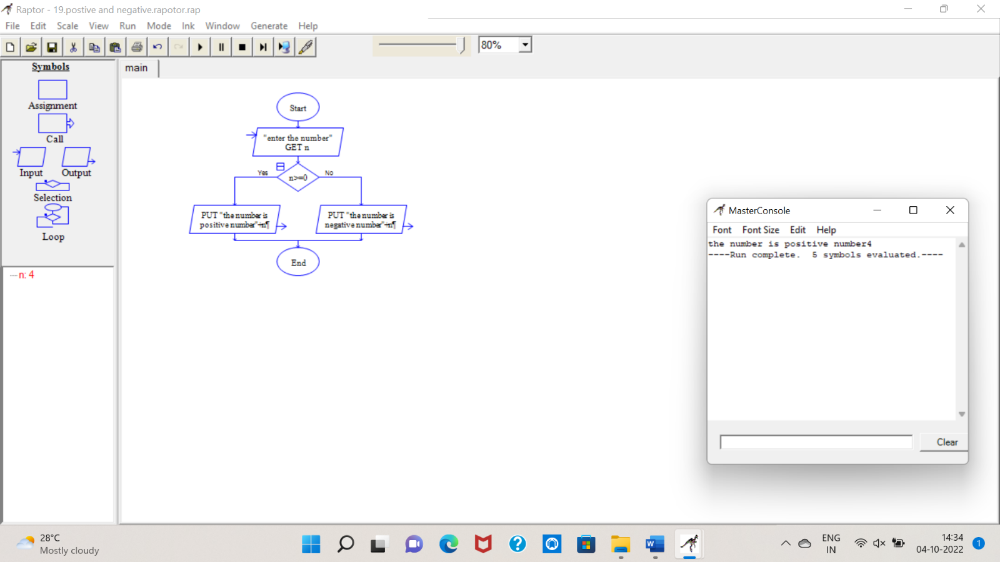 Raptor - 19.postive and negative.rapotor.rap
File Edit Scale View Run Mode Ink Window Generate Help
80%
Symbols
Assignment
Call
Input Output
Selection
Loop
n: 4
main
Start
"enter the number"
GET n
Yes
No
n>=0
PUT "the number is
positive number"+n¶
PUT "the number is
negative number"+n¶
End
MasterConsole
Font Font Size Edit Help
the number is positive number4
----Run complete.  5 symbols evaluated.----
Clear
28°C
Mostly cloudy
ENG
IN
14:34
04-10-2022
1